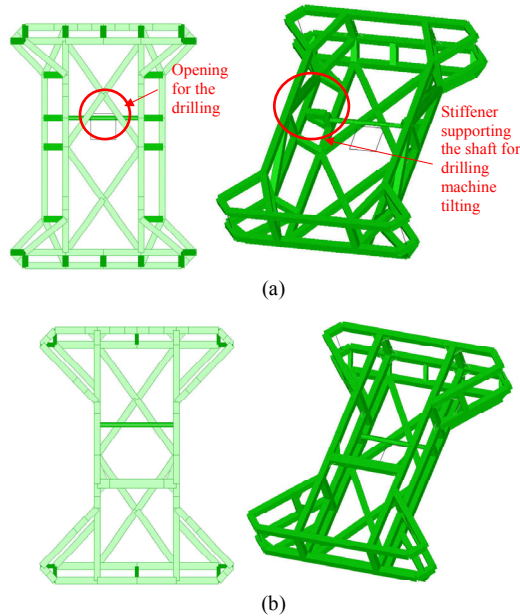 Opening
for the
drilling
Stiffener
supporting
the shaft for
drilling
machine
tilting
(a)
(b)